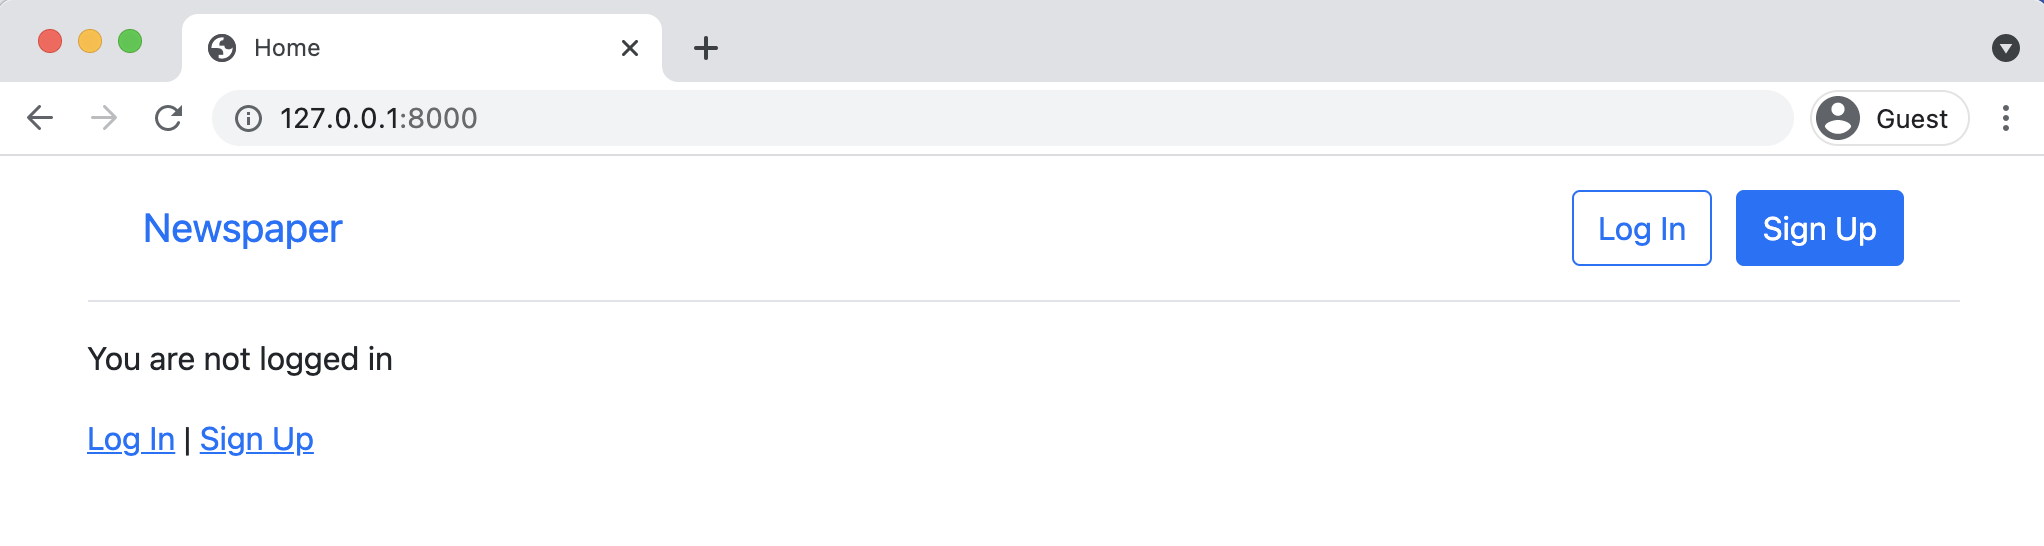 Home
127.0.0.1:8000
Guest
Newspaper
Log In
Sign Up
You are not logged in
Log In | Sign Up